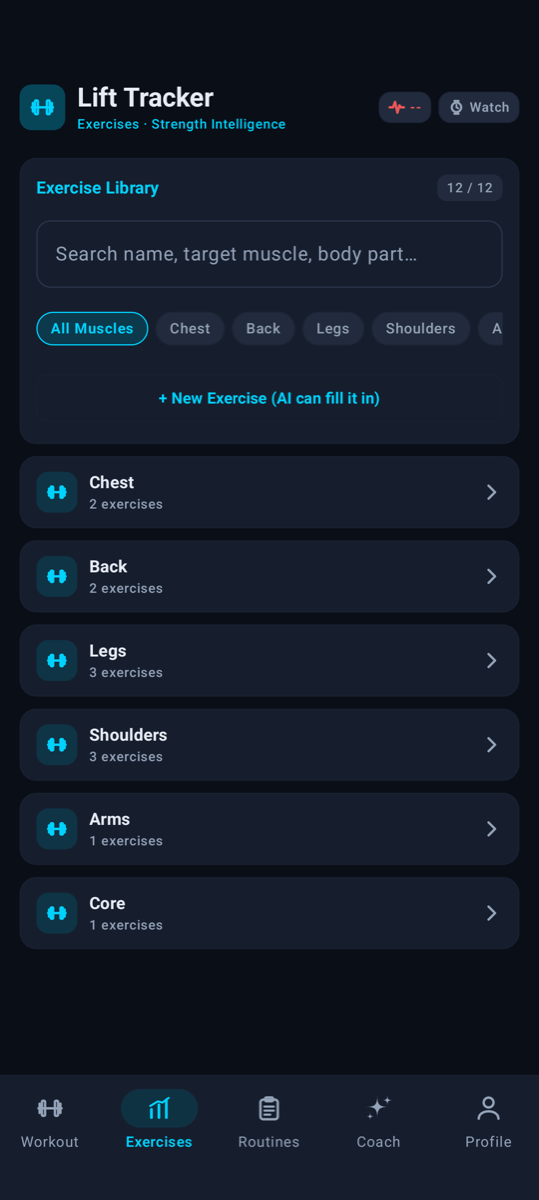 Lift Tracker
Exercises · Strength Intelligence
--
Watch
Exercise Library
12 / 12
Search name, target muscle, body part...
All Muscles
Chest
Back
Legs
Shoulders
A
+ New Exercise (AI can fill it in)
Chest
2 exercises
Back
2 exercises
Legs
3 exercises
Shoulders
3 exercises
Arms
1 exercises
Core
1 exercises
Workout
Exercises
Routines
Coach
Profile